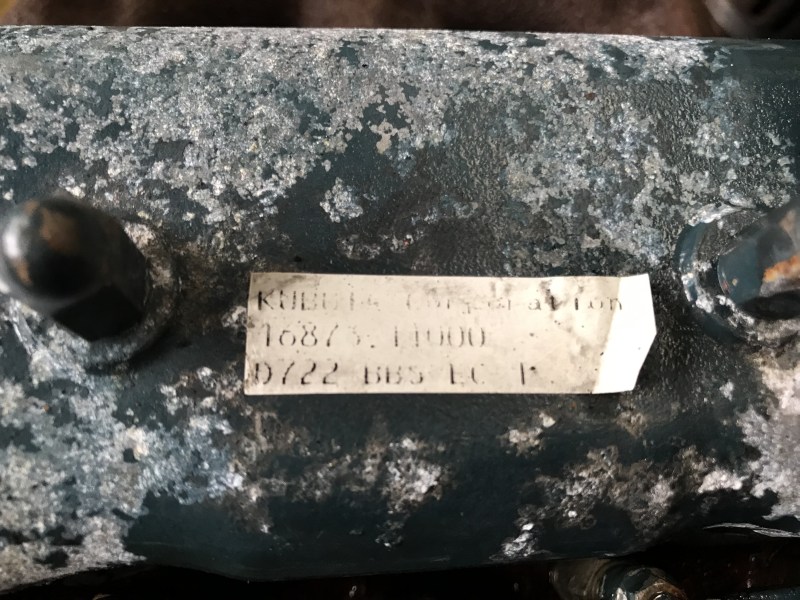 KUBOTA Corporation
16873.11000
D722 BBS EC